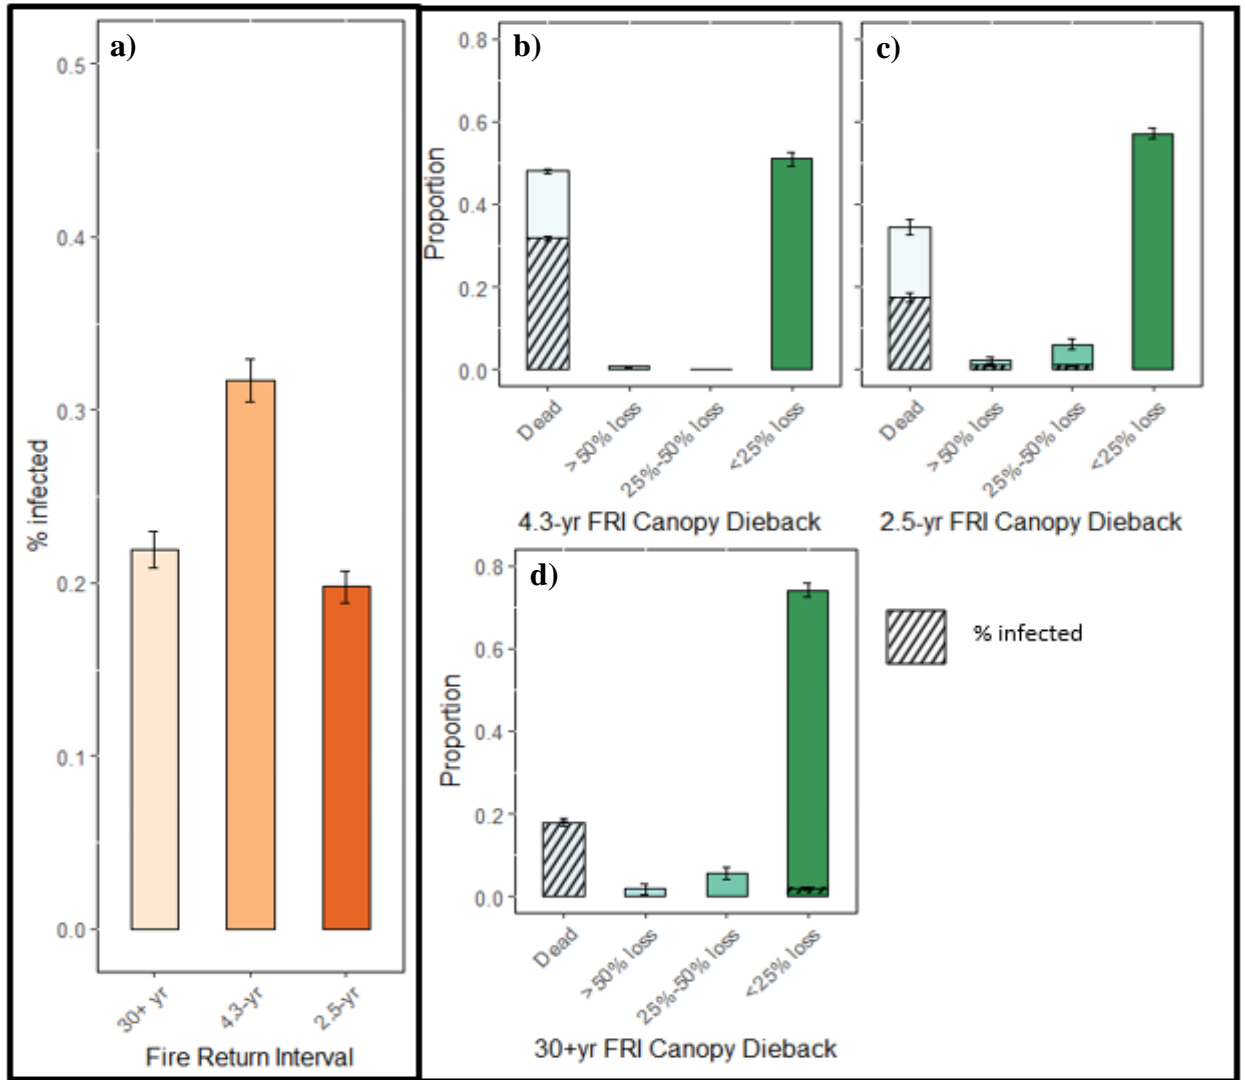 a)
0.5
0.4
0.3
0.2
0.1
0.0
% infected
30+ yr
4.3-yr
2.5-yr
Fire Return Interval
b)
0.8
0.6
0.4
0.2
0.0
Proportion
Dead
>50% loss
25%-50% loss
<25% loss
4.3-yr FRI Canopy Dieback
c)
Dead
>50% loss
25%-50% loss
<25% loss
2.5-yr FRI Canopy Dieback
d)
0.8
0.6
0.4
0.2
0.0
Proportion
Dead
>50% loss
25%-50% loss
<25% loss
30+yr FRI Canopy Dieback
% infected